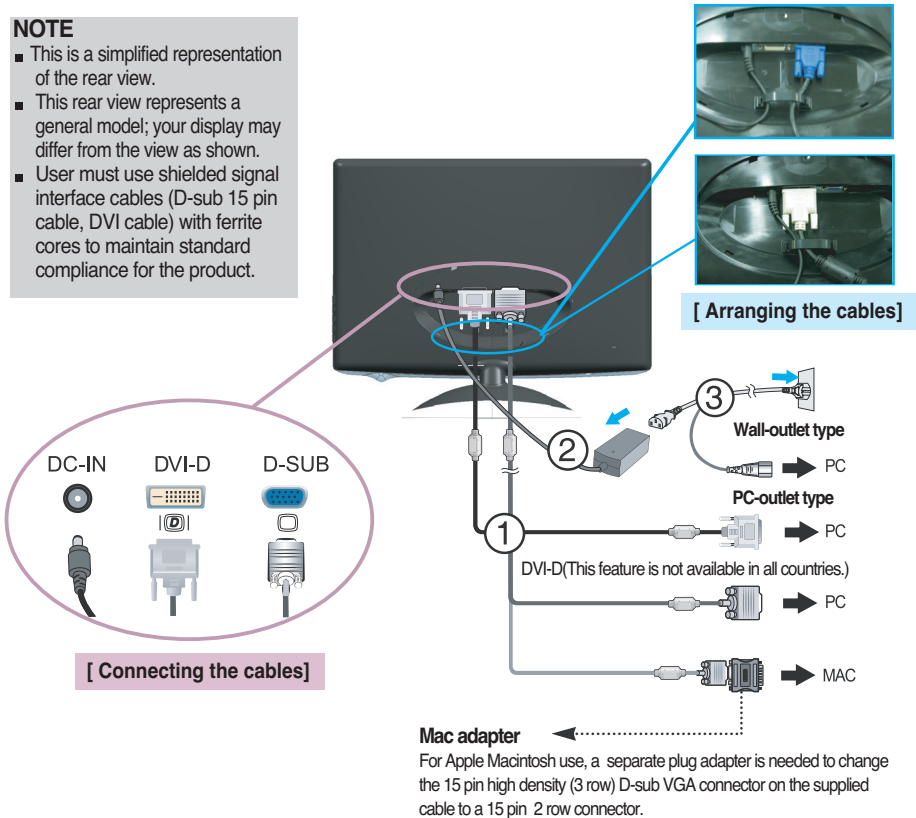 NOTE
■ This is a simplified representation
of the rear view.
■ This rear view represents a
general model; your display may
differ from the view as shown.
■ User must use shielded signal
interface cables (D-sub 15 pin
cable, DVI cable) with ferrite
cores to maintain standard
compliance for the product.
[ Arranging the cables]
3
Wall-outlet type
2
PC
PC-outlet type
DC-IN DVI-D D-SUB
D
1
PC
DVI-D(This feature is not available in all countries.)
PC
[ Connecting the cables]
MAC
Mac adapter
For Apple Macintosh use, a separate plug adapter is needed to change
the 15 pin high density (3 row) D-sub VGA connector on the supplied
cable to a 15 pin 2 row connector.